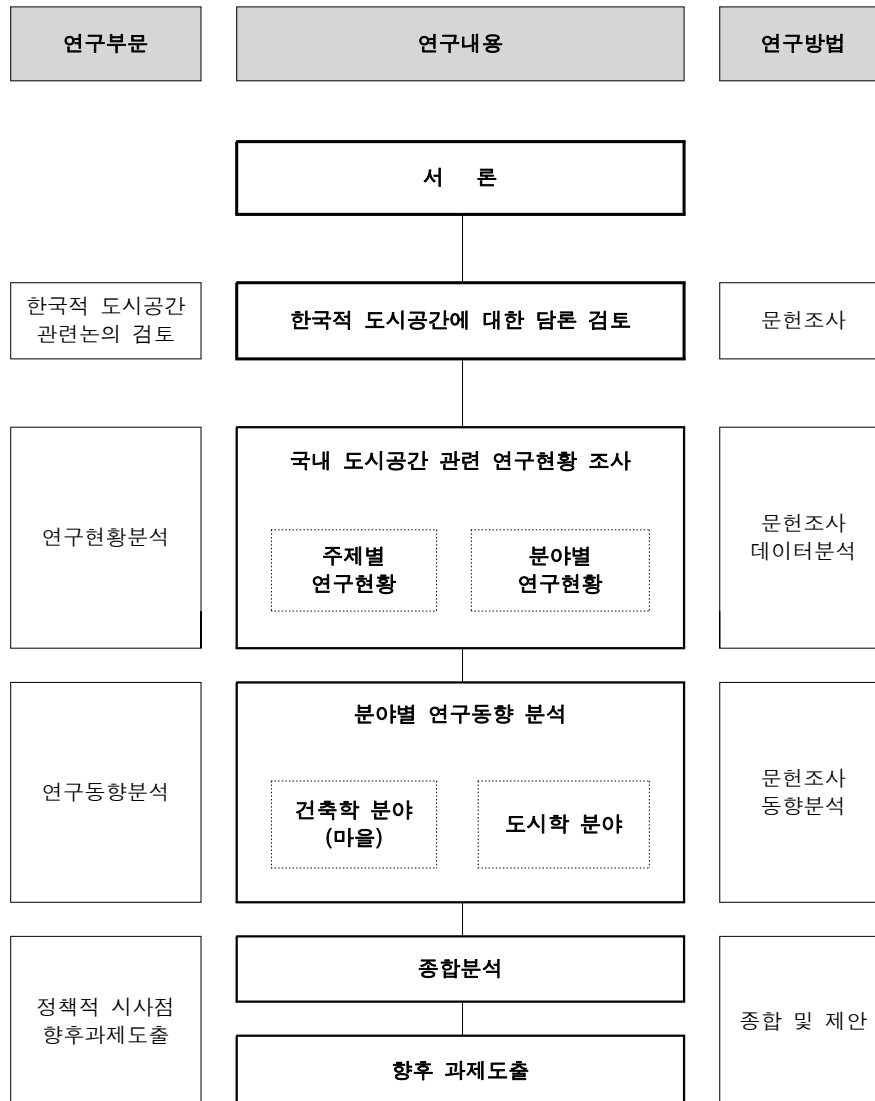 연구부문
연구내용
연구방법
서 론
한국적 도시공간
관련논의 검토
한국적 도시공간에 대한 담론 검토
문헌조사
연구현황분석
국내 도시공간 관련 연구현황 조사
주제별
연구현황
분야별
연구현황
문헌조사
데이터분석
연구동향분석
분야별 연구동향 분석
건축학 분야
(마을)
도시학 분야
문헌조사
동향분석
정책적 시사점
향후과제도출
종합분석
향후 과제도출
종합 및 제안